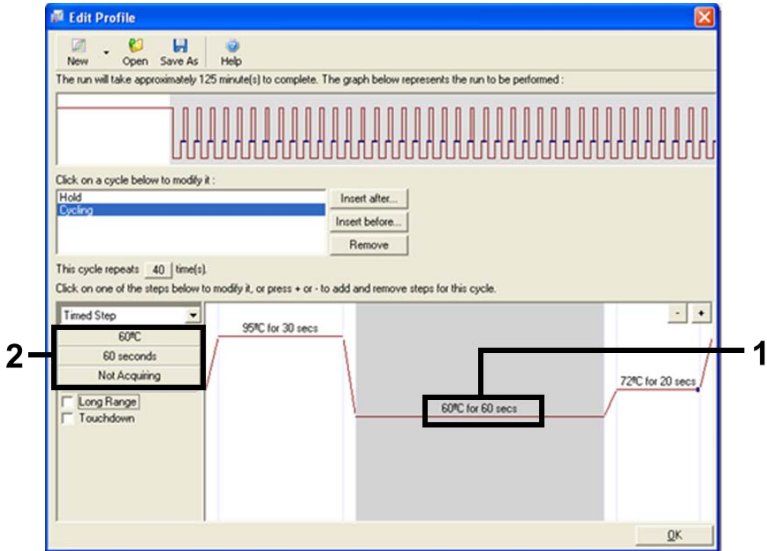 Edit Profile
New Open Save As Help
The run will take approximately 125 minute(s) to complete. The graph below represents the run to be performed :
Click on a cycle below to modify it :
Hold
Cycling
Insert after...
Insert before...
Remove
This cycle repeats 40 time(s).
Click on one of the steps below to modify it, or press + or - to add and remove steps for this cycle.
Timed Step
- +
60ºC
95ºC for 30 secs
2
60 seconds
1
Not Acquiring
72ºC for 20 secs
Long Range
60ºC for 60 secs
Touchdown
OK